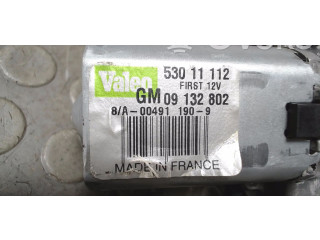 Valeo 530 11 112
FIRST 12V
GM 09 132 802
8/A-00491 190-9
MADE IN FRANCE